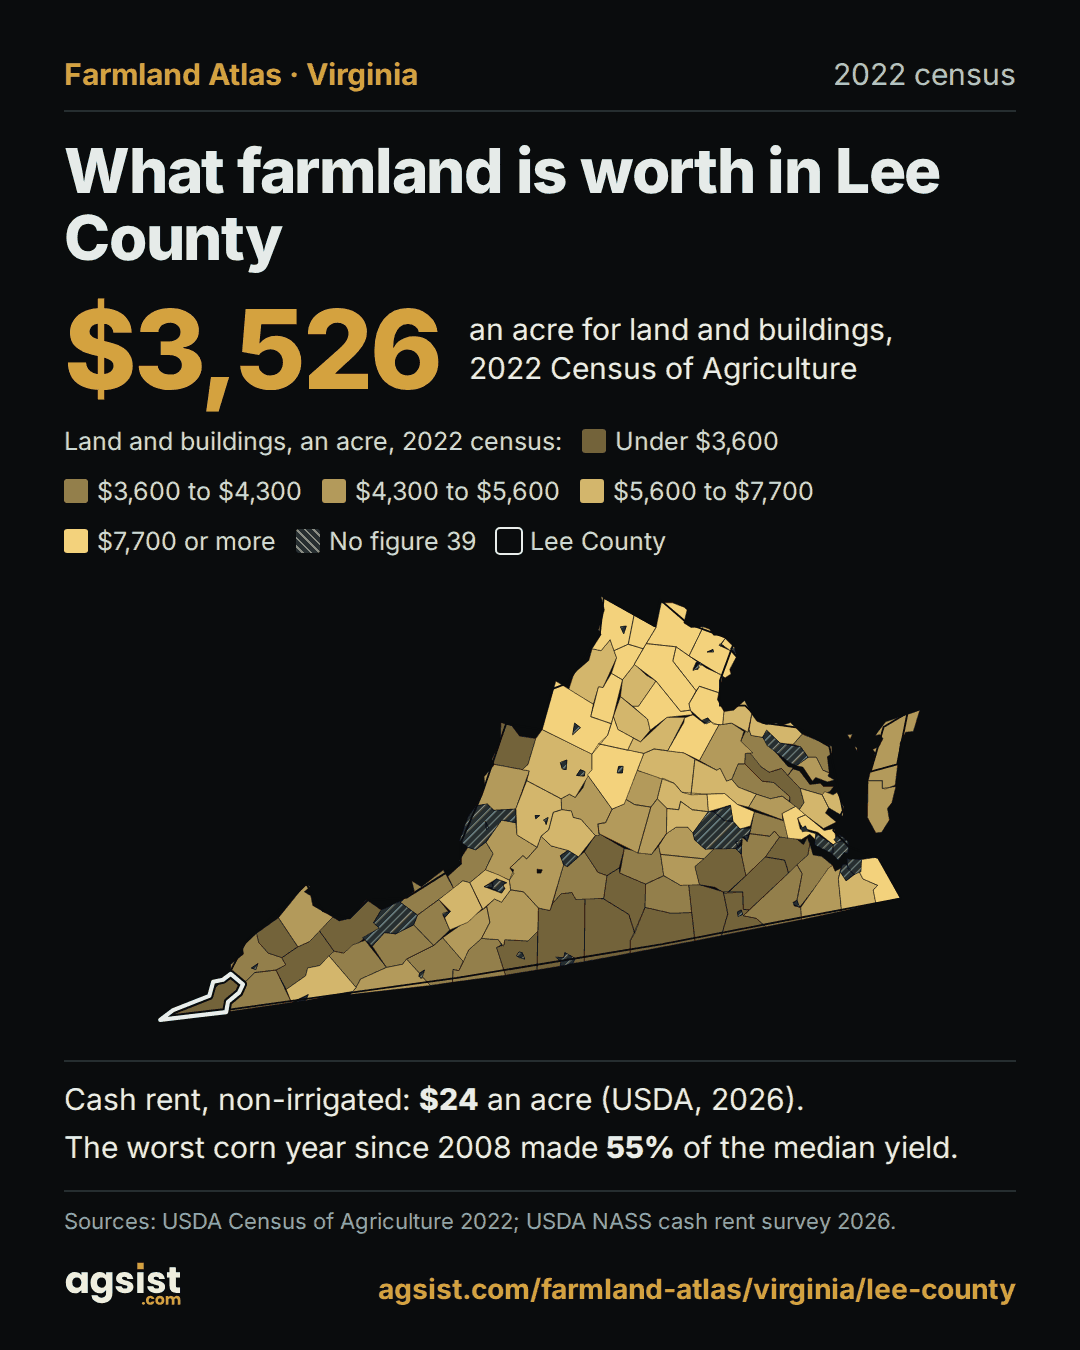 Farmland Atlas · Virginia
2022 census
What farmland is worth in Lee
County
$3,526
an acre for land and buildings,
2022 Census of Agriculture
Land and buildings, an acre, 2022 census: Under $3,600
$3,600 to $4,300 $4,300 to $5,600 $5,600 to $7,700
$7,700 or more No figure 39 Lee County
Cash rent, non-irrigated: $24 an acre (USDA, 2026).
The worst corn year since 2008 made 55% of the median yield.
Sources: USDA Census of Agriculture 2022; USDA NASS cash rent survey 2026.
agsist
.com
agsist.com/farmland-atlas/virginia/lee-county